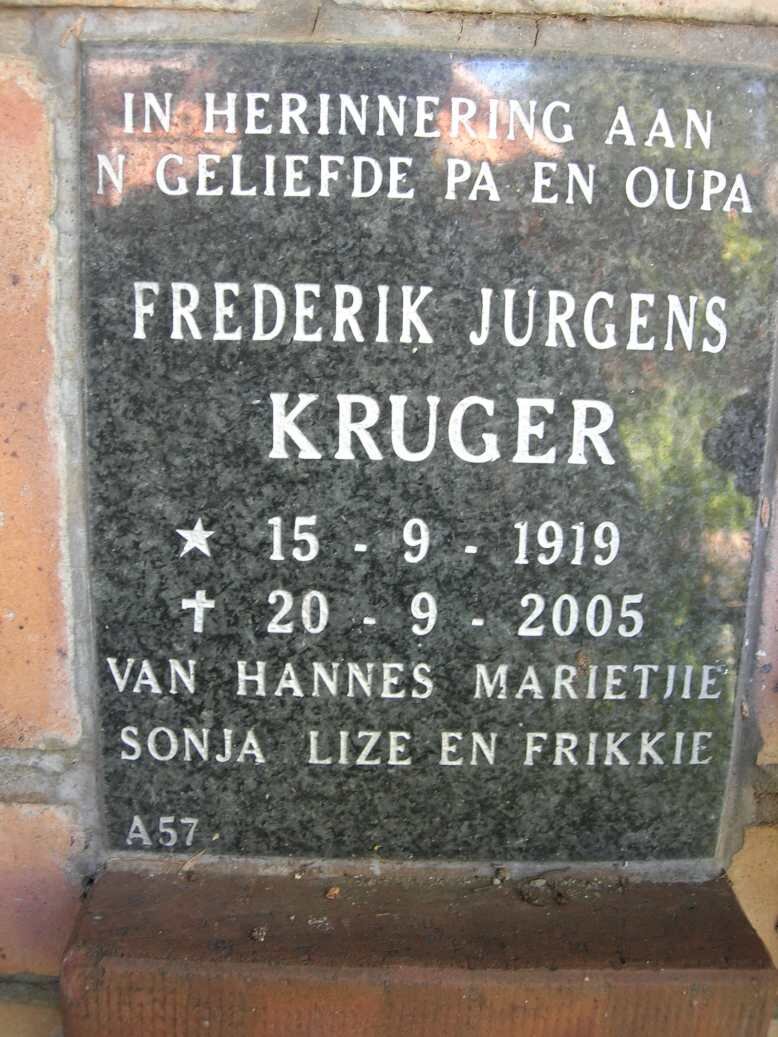 IN HERINNERING AAN
'N GELIEFDE PA EN OUPA
FREDERIK JURGENS
KRUGER
★ 15 - 9 - 1919
✝ 20 - 9 - 2005
VAN HANNES MARIETJIE
SONJA LIZE EN FRIKKIE
A57